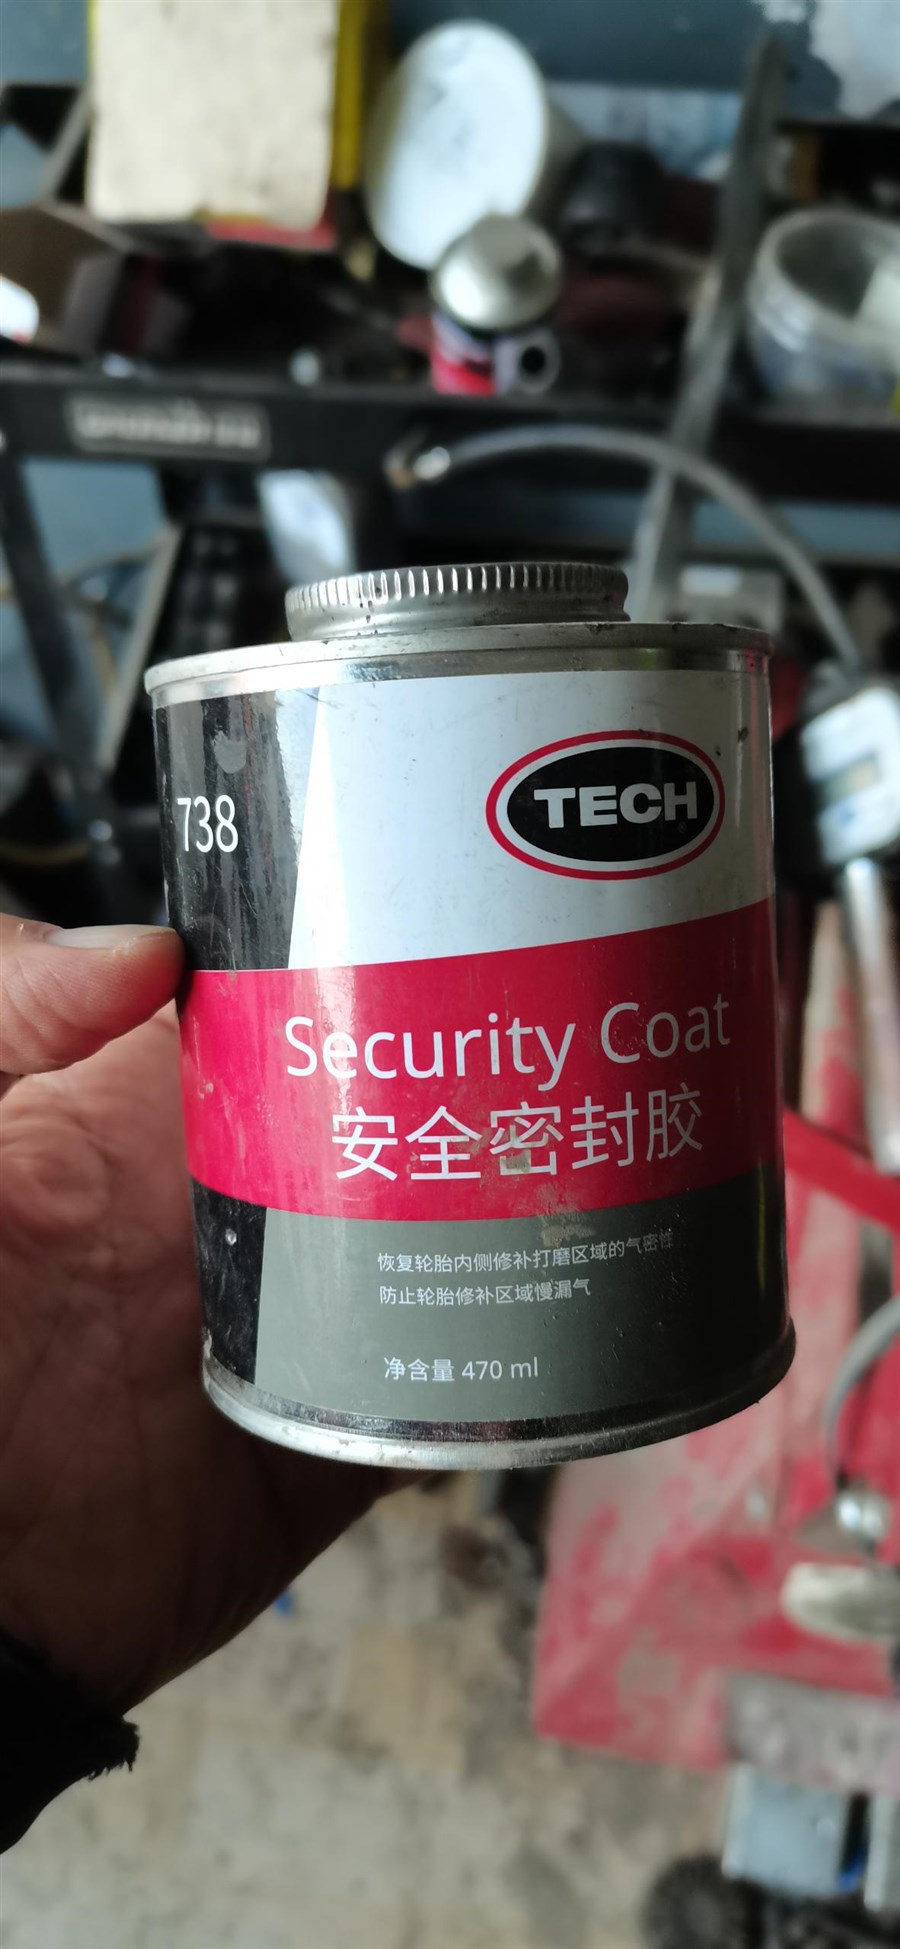 738
TECH
Security Coat
安全密封胶
恢复轮胎内侧修补打磨区域的气密性
防止轮胎修补区域慢漏气
净含量 470 ml